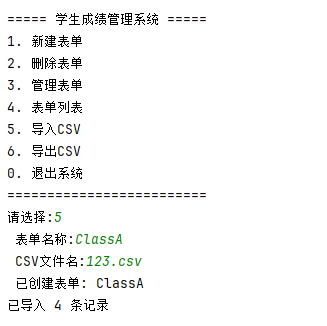 ===== 学生成绩管理系统 =====
1. 新建表单
2. 删除表单
3. 管理表单
4. 表单列表
5. 导入CSV
6. 导出CSV
0. 退出系统
=========================
请选择:5
表单名称:ClassA
CSV文件名:123.csv
已创建表单: ClassA
已导入 4 条记录